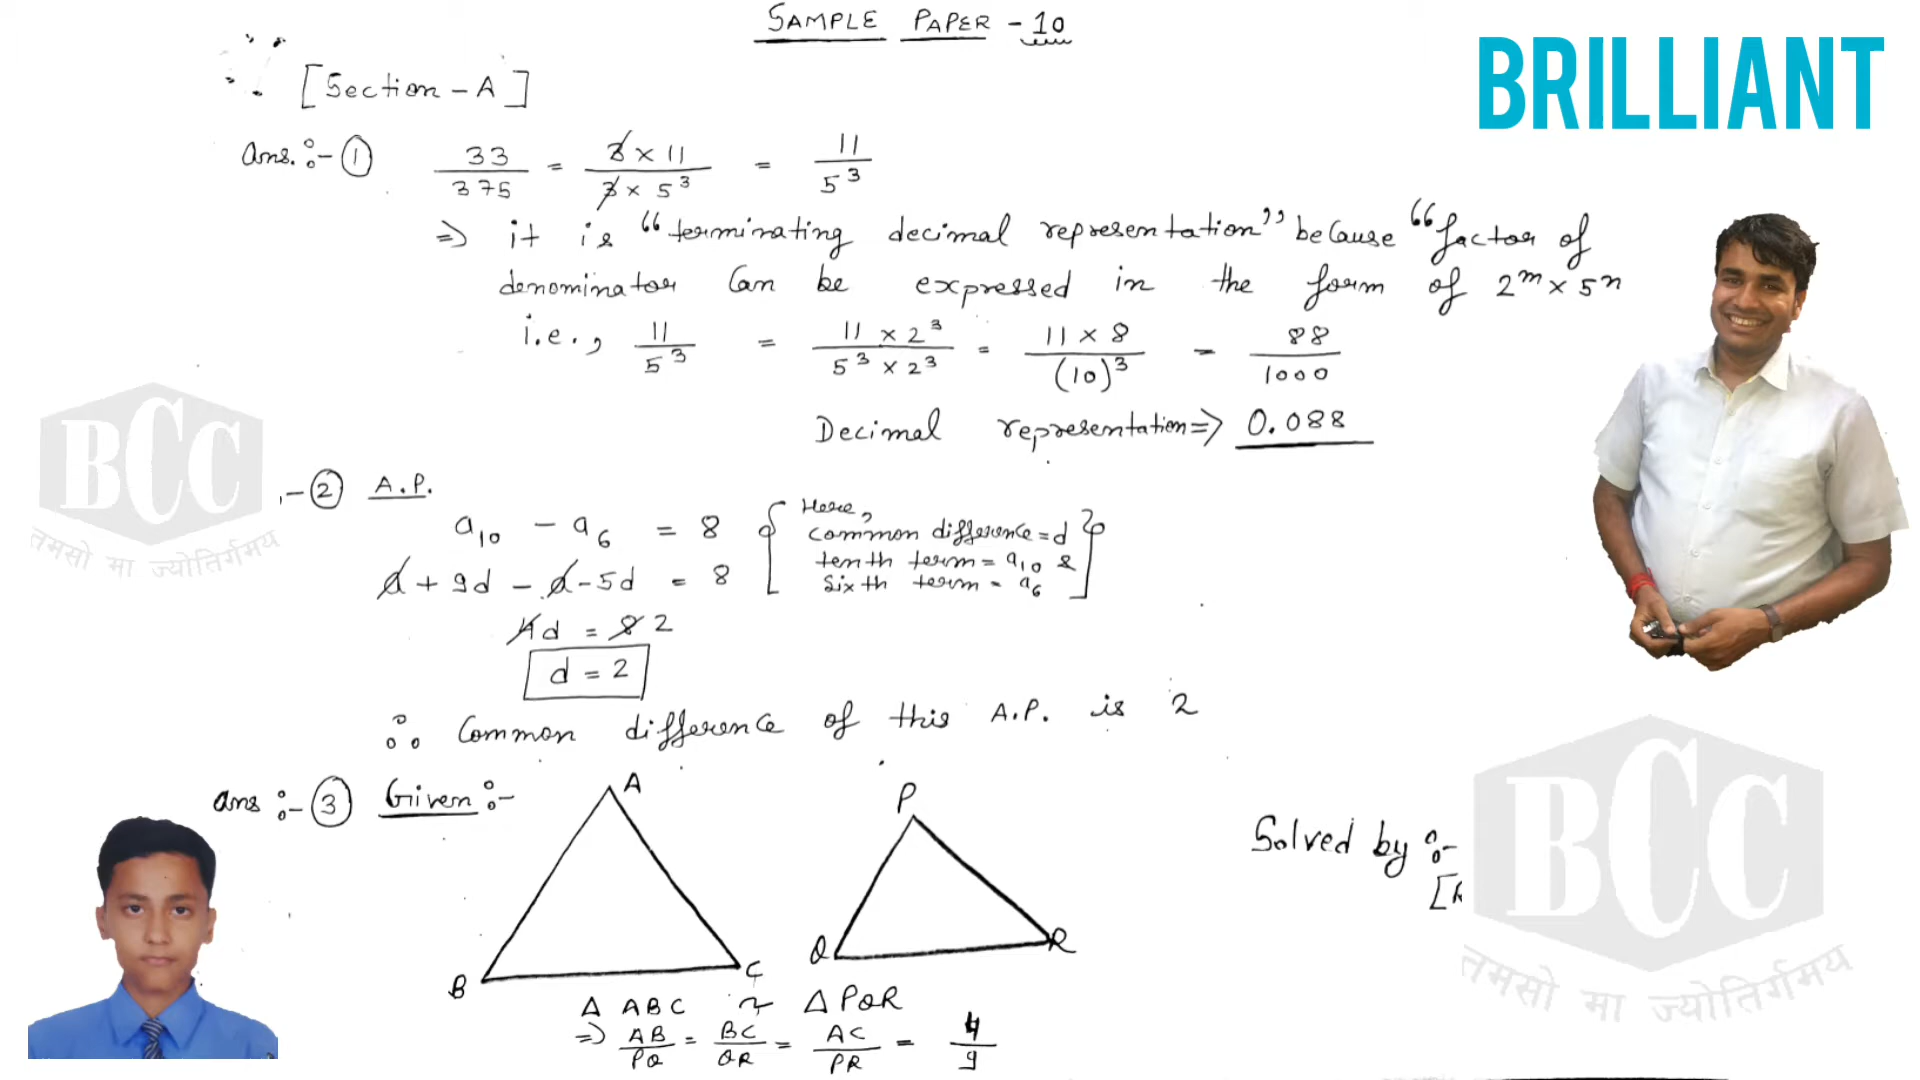 SAMPLE PAPER - 10
BRILLIANT
[Section - A]
Ans. :- ① 33/375 = 3 × 11/3 × 5³ = 11/5³
⇒ it is “terminating decimal representation” because “factor of
denominator Can be expressed in the form of 2ᵐ × 5ⁿ
i.e., 11/5³ = 11 × 2³/5³ × 2³ = 11 × 8/(10)³ = 88/1000
Decimal representation ⇒ 0.088
BCC
तमसो मा ज्योतिर्गमय
:- ② A.P.
a₁₀ - a₆ = 8
Here,
common difference = d
tenth term = a₁₀ &
Sixth term = a₆
a + 9d - a - 5d = 8
4d = 8 2
d = 2
∴ Common difference of this A.P. is 2
Ans :- ③ Given :-
A
B
C
P
Q
R
Solved by :-
BCC
तमसो मा ज्योतिर्गमय
Δ ABC ~ Δ PQR
⇒ AB/PQ = BC/QR = AC/PR = 4/9